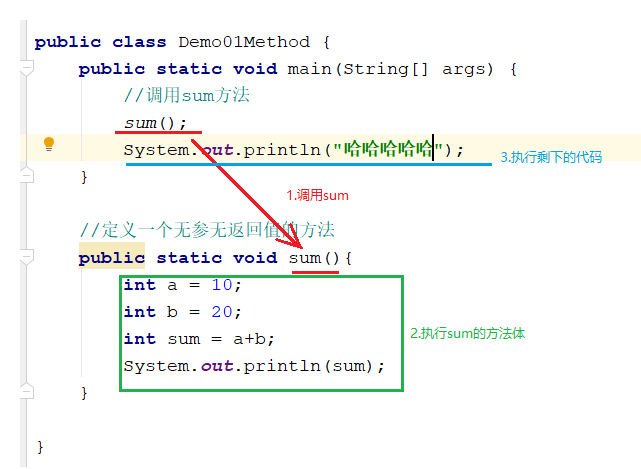 public class Demo01Method {
public static void main(String[] args) {
//调用sum方法
sum();
System.out.println("哈哈哈哈哈");
3.执行剩下的代码
}
1.调用sum
//定义一个无参无返回值的方法
public static void sum(){
int a = 10;
int b = 20;
2.执行sum的方法体
int sum = a+b;
System.out.println(sum);
}
}